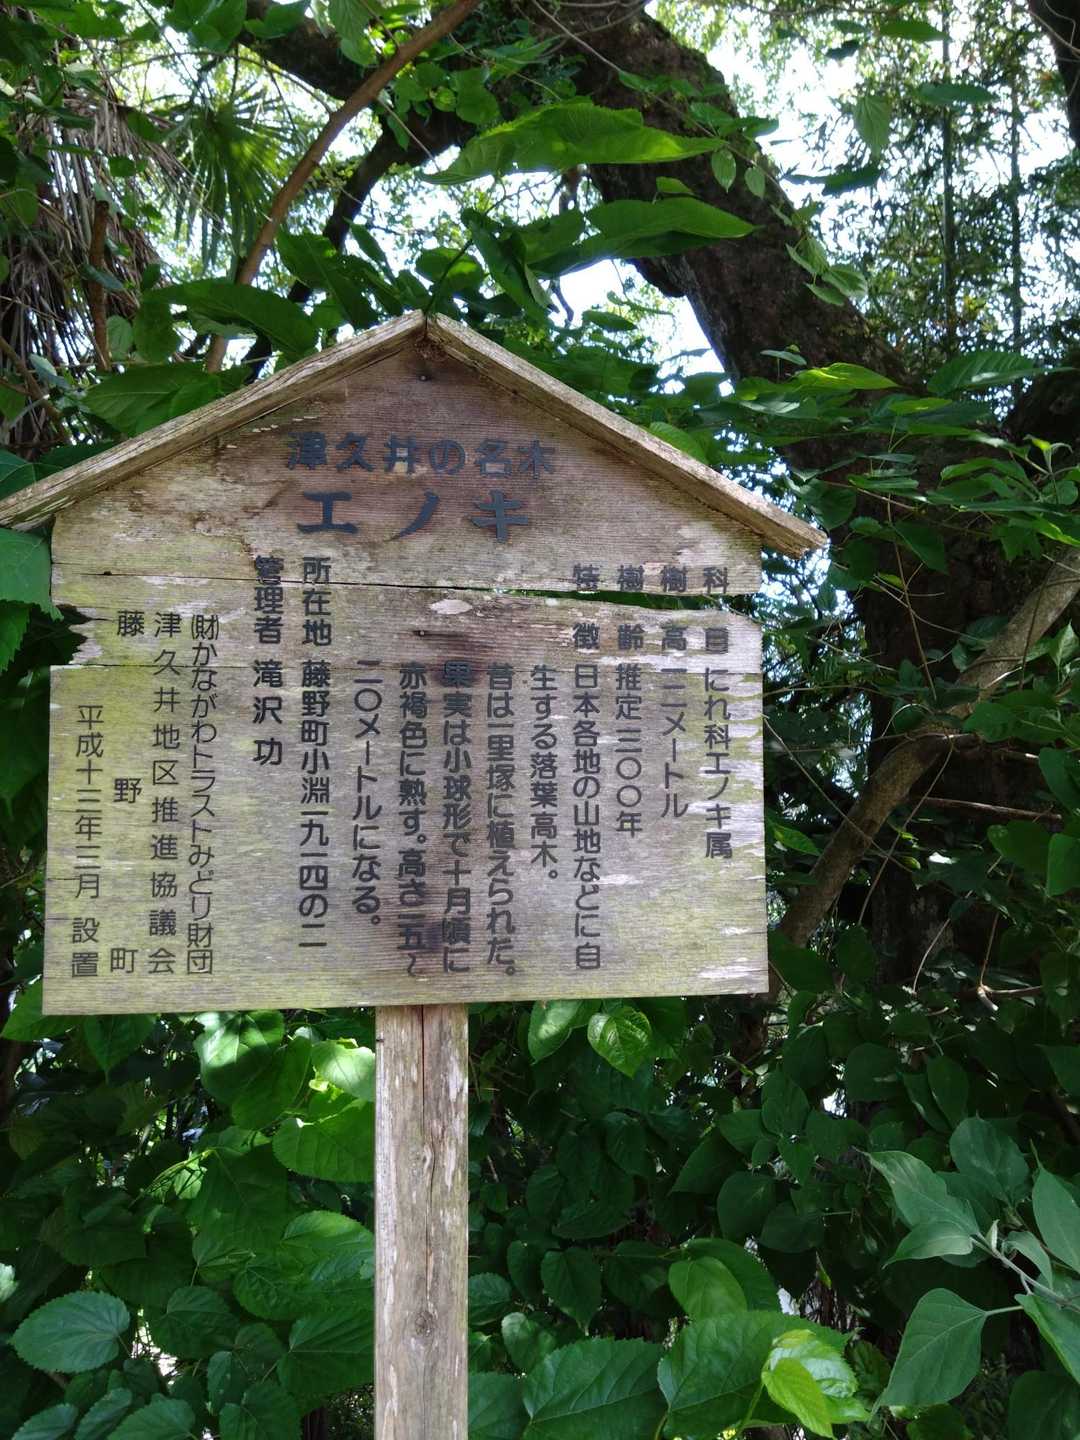 津久井の名木
エノキ
科 目 にれ科エノキ属
樹 高 一二メートル
樹 齢 推定三〇〇年
特 徴 日本各地の山地などに自
生する落葉高木。
昔は一里塚に植えられた。
果実は小球形で十月頃に
赤褐色に熟す。高さ一五〜
二〇メートルになる。
所在地 藤野町小淵一九一四の二
管理者 滝沢 功
(財)かながわトラストみどり財団
津久井地区推進協議会
藤 野 町
平成十三年三月 設置